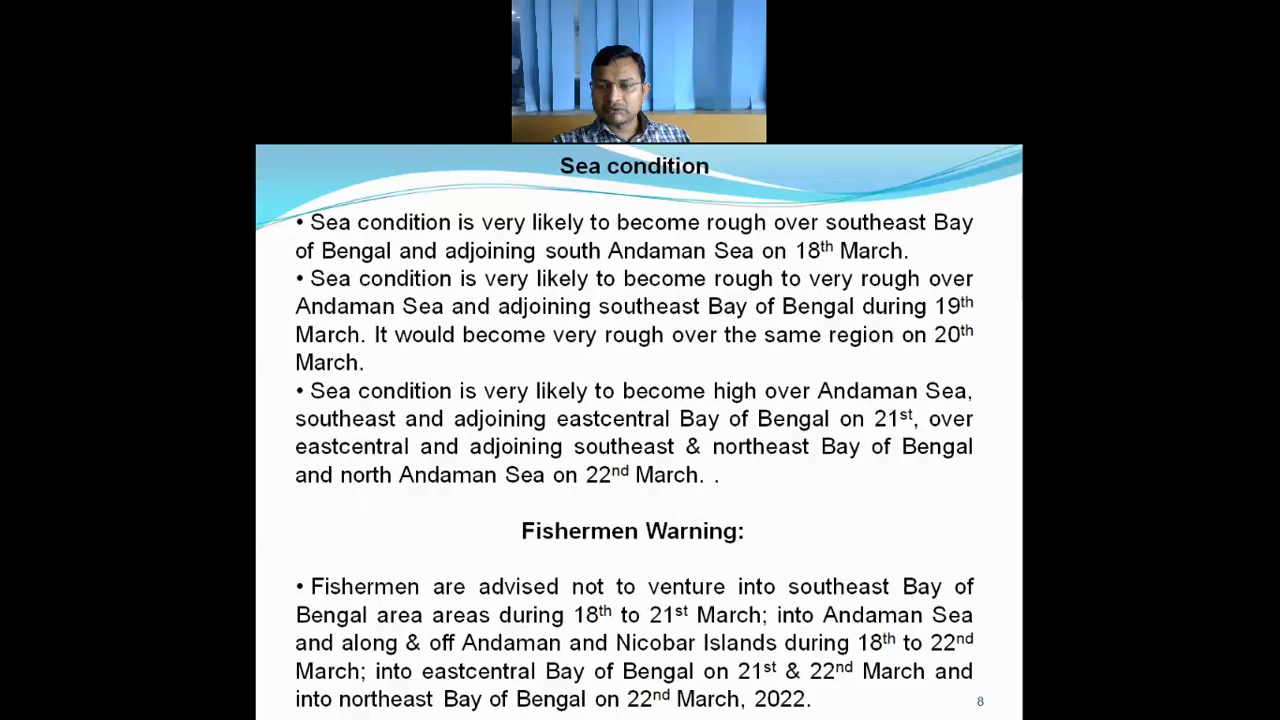 Sea condition
• Sea condition is very likely to become rough over southeast Bay
of Bengal and adjoining south Andaman Sea on 18th March.
• Sea condition is very likely to become rough to very rough over
Andaman Sea and adjoining southeast Bay of Bengal during 19th
March. It would become very rough over the same region on 20th
March.
• Sea condition is very likely to become high over Andaman Sea,
southeast and adjoining eastcentral Bay of Bengal on 21st, over
eastcentral and adjoining southeast & northeast Bay of Bengal
and north Andaman Sea on 22nd March. .
Fishermen Warning:
• Fishermen are advised not to venture into southeast Bay of
Bengal area areas during 18th to 21st March; into Andaman Sea
and along & off Andaman and Nicobar Islands during 18th to 22nd
March; into eastcentral Bay of Bengal on 21st & 22nd March and
into northeast Bay of Bengal on 22nd March, 2022.
8